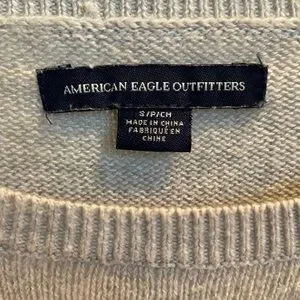 AMERICAN EAGLE OUTFITTERS
S/P/CH
MADE IN CHINA
FABRIQUÉ EN
CHINE